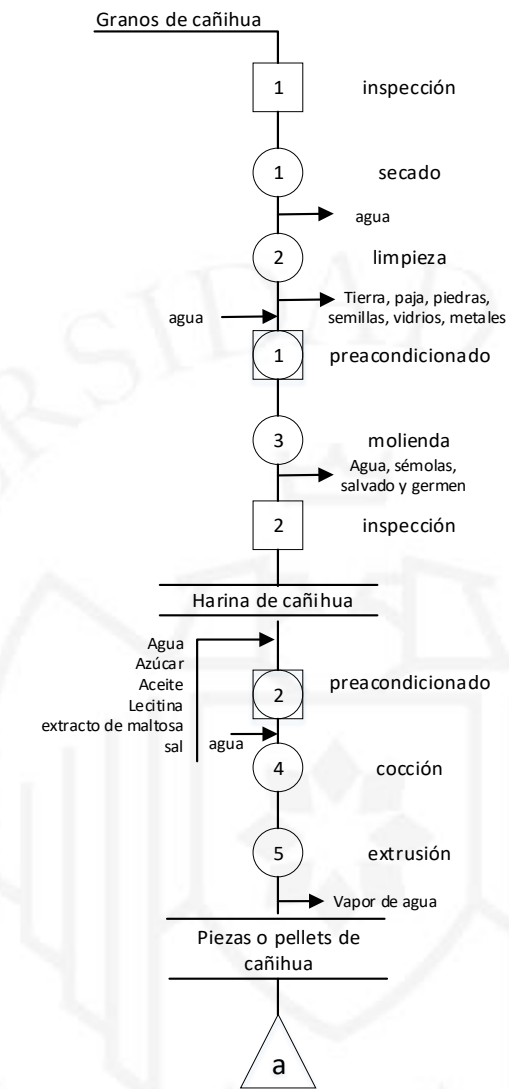 Granos de cañihua
1
inspección
1
secado
agua
2
limpieza
Tierra, paja, piedras,
semillas, vidrios, metales
agua
1
preacondicionado
3
molienda
Agua, sémolas,
salvado y germen
2
inspección
Harina de cañihua
Agua
Azúcar
Aceite
Lecitina
extracto de maltosa
sal
2
preacondicionado
agua
4
cocción
5
extrusión
Vapor de agua
Piezas o pellets de
cañihua
a
ERSIDAD